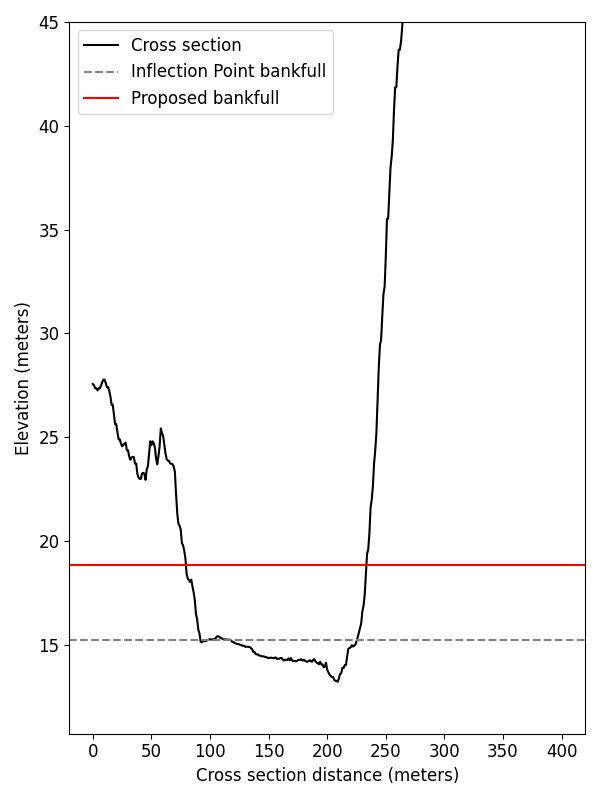 Cross section
Inflection Point bankfull
Proposed bankfull
45
40
35
30
25
20
15
Elevation (meters)
0 50 100 150 200 250 300 350 400
Cross section distance (meters)